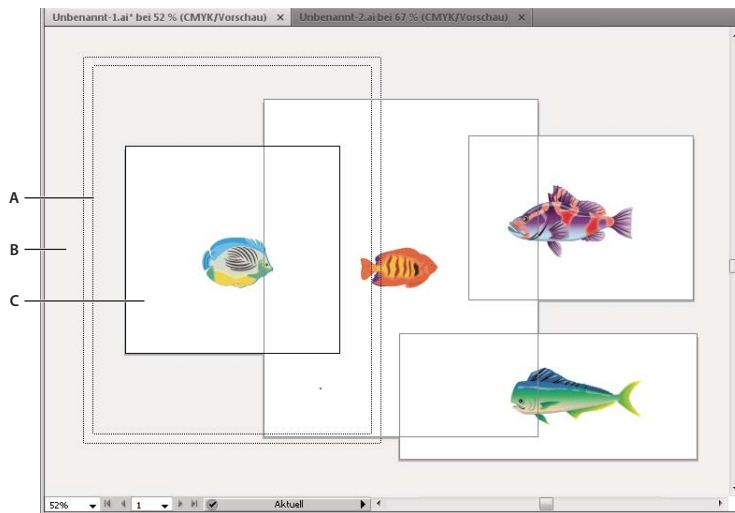 Unbenannt-1.ai* bei 52 % (CMYK/Vorschau) × Unbenannt-2.ai bei 67 % (CMYK/Vorschau) ×
A
B
C
52% 1 Aktuell